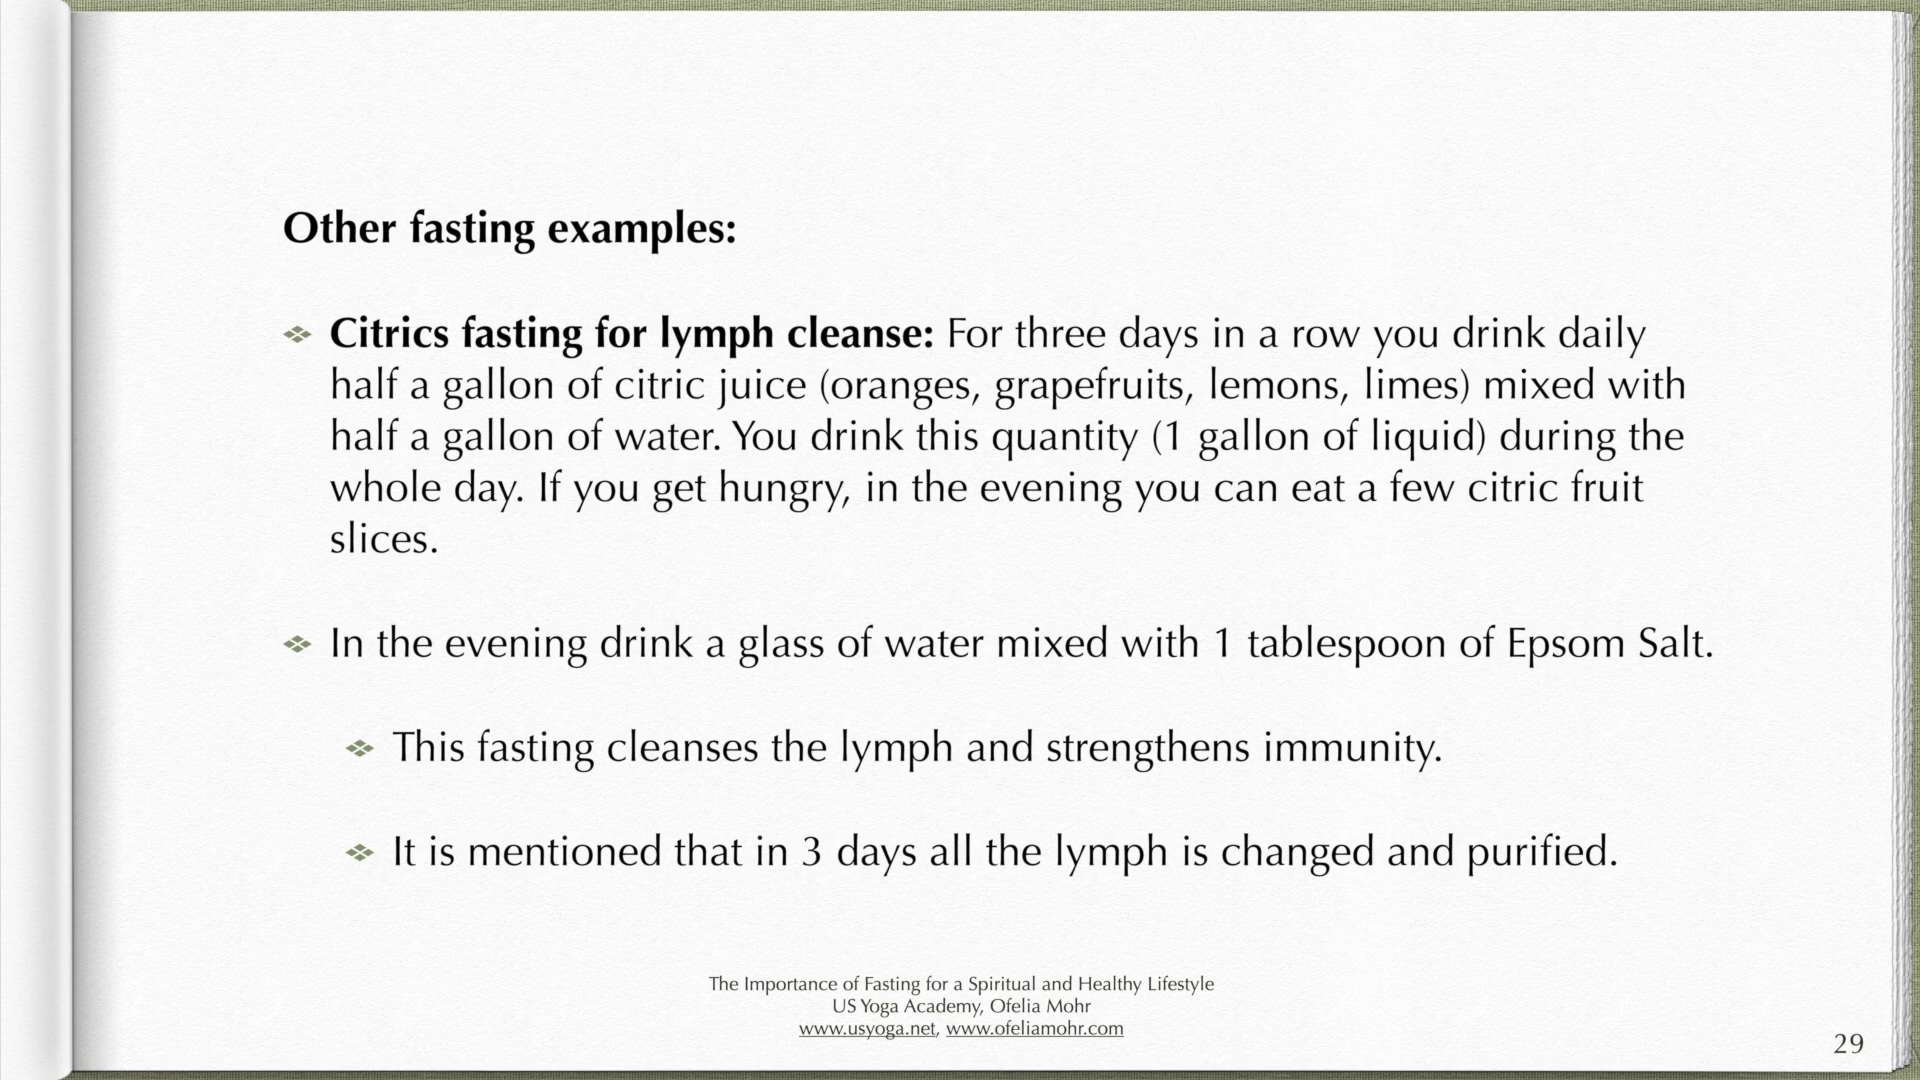 Other fasting examples:
Citrics fasting for lymph cleanse: For three days in a row you drink daily
half a gallon of citric juice (oranges, grapefruits, lemons, limes) mixed with
half a gallon of water. You drink this quantity (1 gallon of liquid) during the
whole day. If you get hungry, in the evening you can eat a few citric fruit
slices.
In the evening drink a glass of water mixed with 1 tablespoon of Epsom Salt.
This fasting cleanses the lymph and strengthens immunity.
It is mentioned that in 3 days all the lymph is changed and purified.
The Importance of Fasting for a Spiritual and Healthy Lifestyle
US Yoga Academy, Ofelia Mohr
www.usyoga.net, www.ofeliamohr.com
29